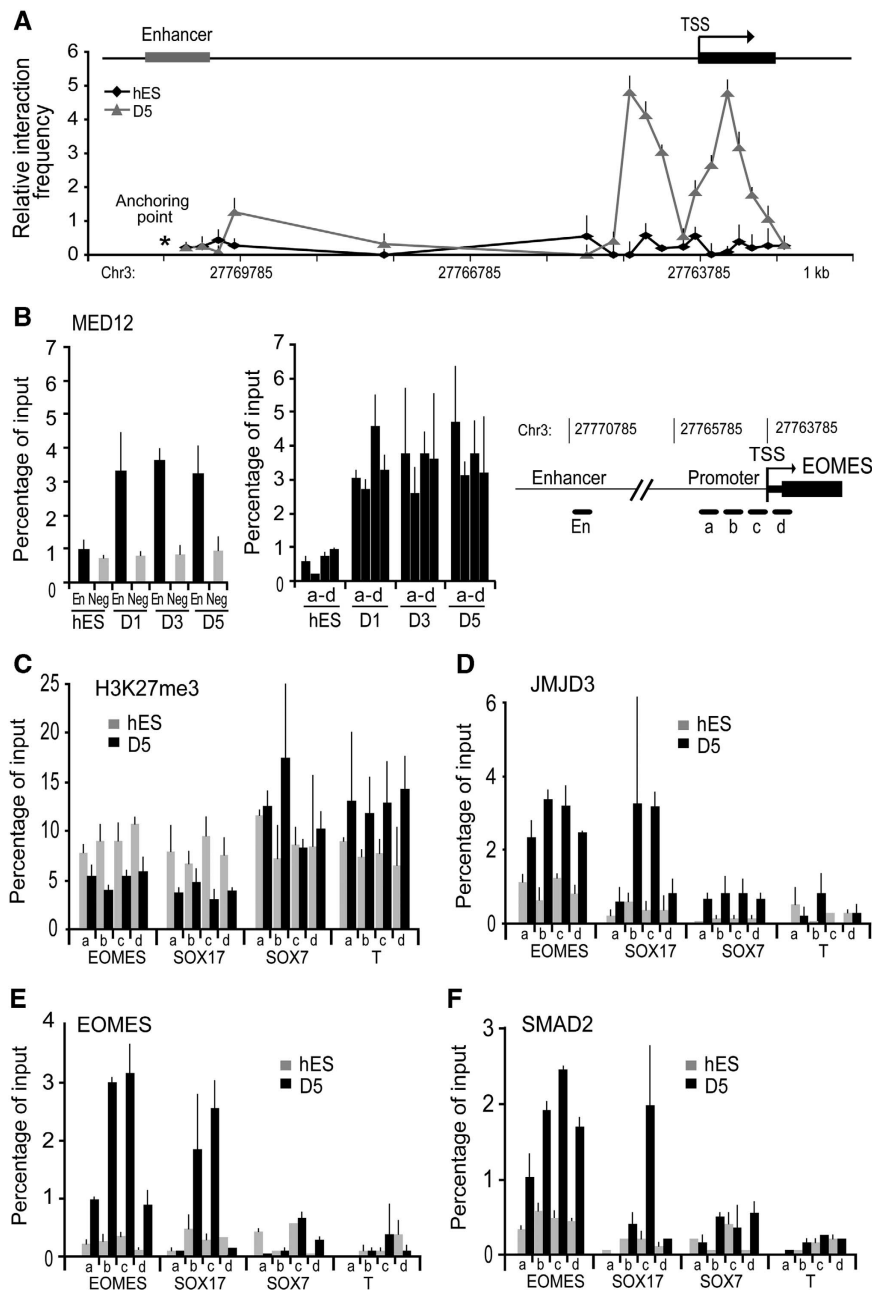 A
Enhancer
TSS
Relative interaction
frequency
6
5
4
3
2
1
0
hES
D5
Anchoring
point
*
Chr3:
27769785
27766785
27763785
1 kb
B
MED12
Percentage of input
7
6
5
4
3
2
1
0
En Neg En Neg En Neg En Neg
hES D1 D3 D5
Percentage of input
7
6
5
4
3
2
1
0
a-d a-d a-d a-d
hES D1 D3 D5
Chr3: 27770785 27765785 27763785
TSS
Enhancer Promoter EOMES
En a b c d
C
H3K27me3
hES
D5
Percentage of input
25
20
15
10
5
0
a b c d a b c d a b c d a b c d
EOMES SOX17 SOX7 T
D
JMJD3
hES
D5
Percentage of input
6
4
2
0
a b c d a b c d a b c d a b c d
EOMES SOX17 SOX7 T
E
EOMES
hES
D5
Percentage of input
4
3
2
1
0
a b c d a b c d a b c d a b c d
EOMES SOX17 SOX7 T
F
SMAD2
hES
D5
Percentage of input
3
2
1
0
a b c d a b c d a b c d a b c d
EOMES SOX17 SOX7 T